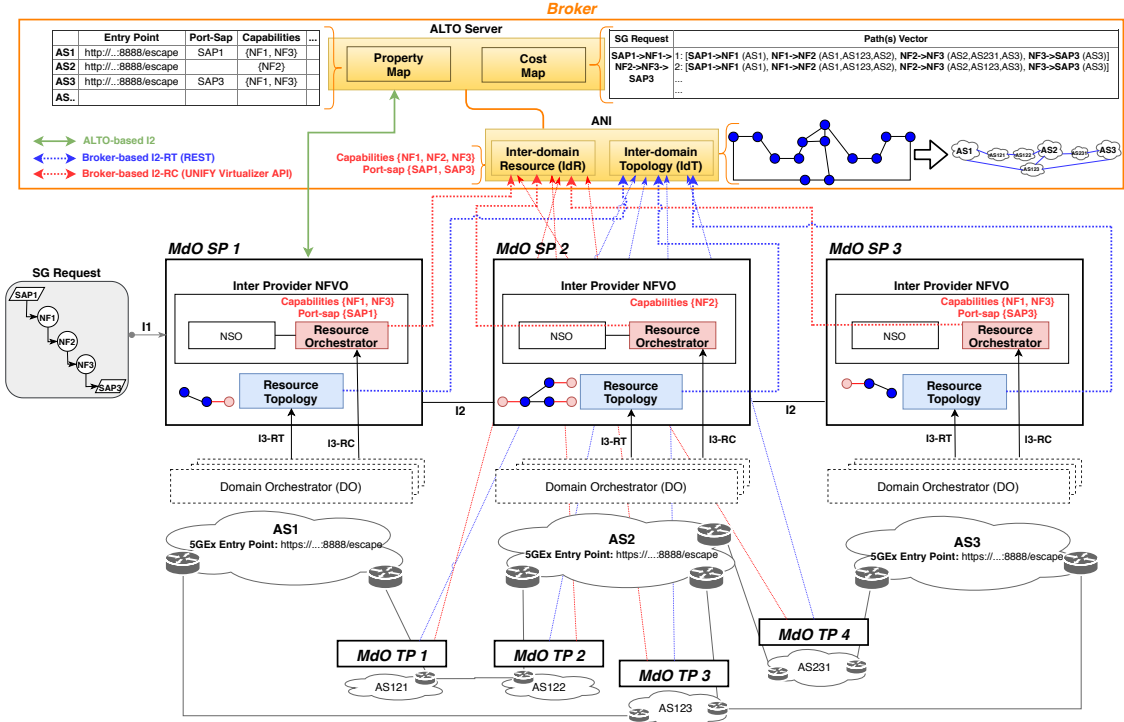 Broker
ALTO Server
Entry Point Port-Sap Capabilities ...
AS1 http://...:8888/escape SAP1 {NF1, NF3}
AS2 http://...:8888/escape {NF2}
AS3 http://...:8888/escape SAP3 {NF1, NF3}
AS..
Property
Map
Cost
Map
SG Request Path(s) Vector
SAP1->NF1->
NF2->NF3->
SAP3
1: [SAP1->NF1 (AS1), NF1->NF2 (AS1,AS123,AS2), NF2->NF3 (AS2,AS231,AS3), NF3->SAP3 (AS3)]
2: [SAP1->NF1 (AS1), NF1->NF2 (AS1,AS123,AS2), NF2->NF3 (AS2,AS123,AS3), NF3->SAP3 (AS3)]
...
ALTO-based I2
Broker-based I2-RT (REST)
Broker-based I2-RC (UNIFY Virtualizer API)
ANI
Capabilities {NF1, NF2, NF3}
Port-sap {SAP1, SAP3}
Inter-domain
Resource (IdR)
Inter-domain
Topology (IdT)
AS1
AS121
AS122
AS2
AS231
AS3
AS123
MdO SP 1
MdO SP 2
MdO SP 3
SG Request
SAP1
NF1
NF2
NF3
SAP3
I1
Inter Provider NFVO
Capabilities {NF1, NF3}
Port-sap {SAP1}
NSO
Resource
Orchestrator
Resource
Topology
Inter Provider NFVO
Capabilities {NF2}
NSO
Resource
Orchestrator
Resource
Topology
Inter Provider NFVO
Capabilities {NF1, NF3}
Port-sap {SAP3}
NSO
Resource
Orchestrator
Resource
Topology
I2
I2
I3-RT
I3-RC
I3-RT
I3-RC
I3-RT
I3-RC
Domain Orchestrator (DO)
Domain Orchestrator (DO)
Domain Orchestrator (DO)
AS1
5GEx Entry Point: https://...:8888/escape
AS2
5GEx Entry Point: https://...:8888/escape
AS3
5GEx Entry Point: https://...:8888/escape
MdO TP 1
MdO TP 2
MdO TP 3
MdO TP 4
AS121
AS122
AS123
AS231